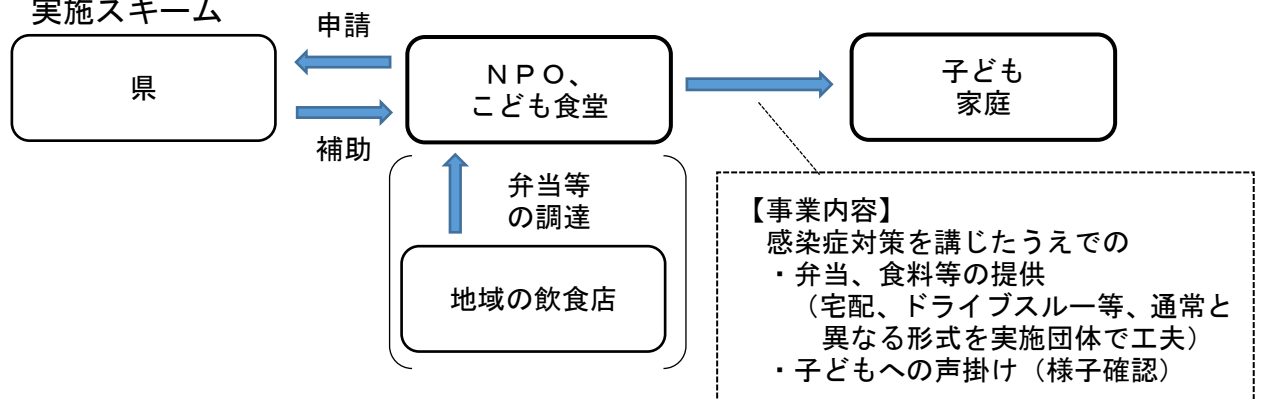 実施スキーム
県
申請
補助
ＮＰＯ、
こども食堂
子ども
家庭
弁当等
の調達
地域の飲食店
【事業内容】
感染症対策を講じたうえでの
・弁当、食料等の提供
（宅配、ドライブスルー等、通常と
異なる形式を実施団体で工夫）
・子どもへの声掛け（様子確認）